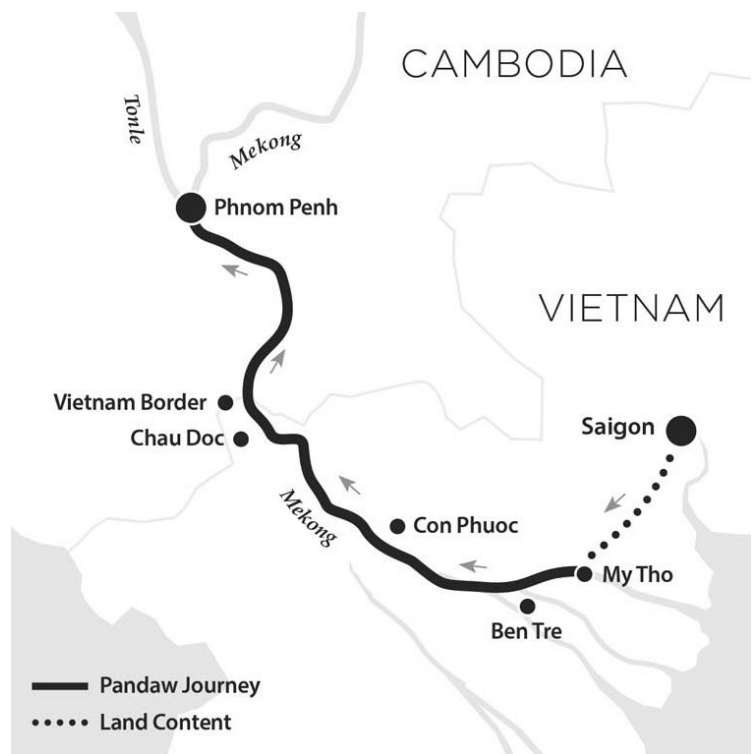 CAMBODIA
Tonle
Mekong
Phnom Penh
VIETNAM
Vietnam Border
Saigon
Chau Doc
Mekong
Con Phuoc
My Tho
Ben Tre
Pandaw Journey
Land Content